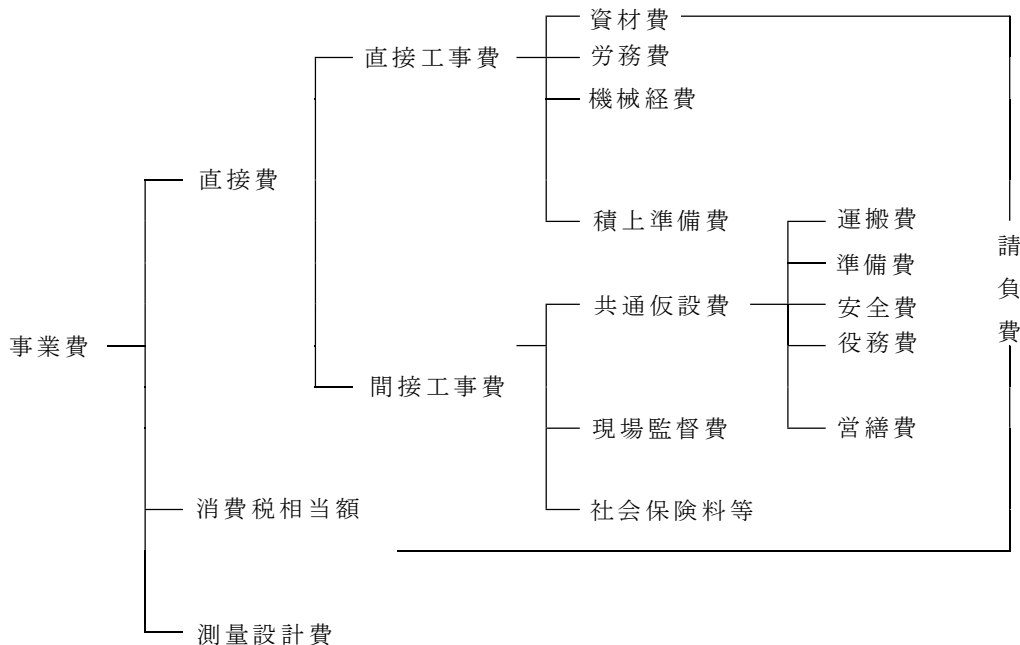 資材費
直接工事費
労務費
機械経費
直接費
積上準備費
運搬費
準備費
共通仮設費
安全費
役務費
請負費
事業費
間接工事費
現場監督費
営繕費
消費税相当額
社会保険料等
測量設計費